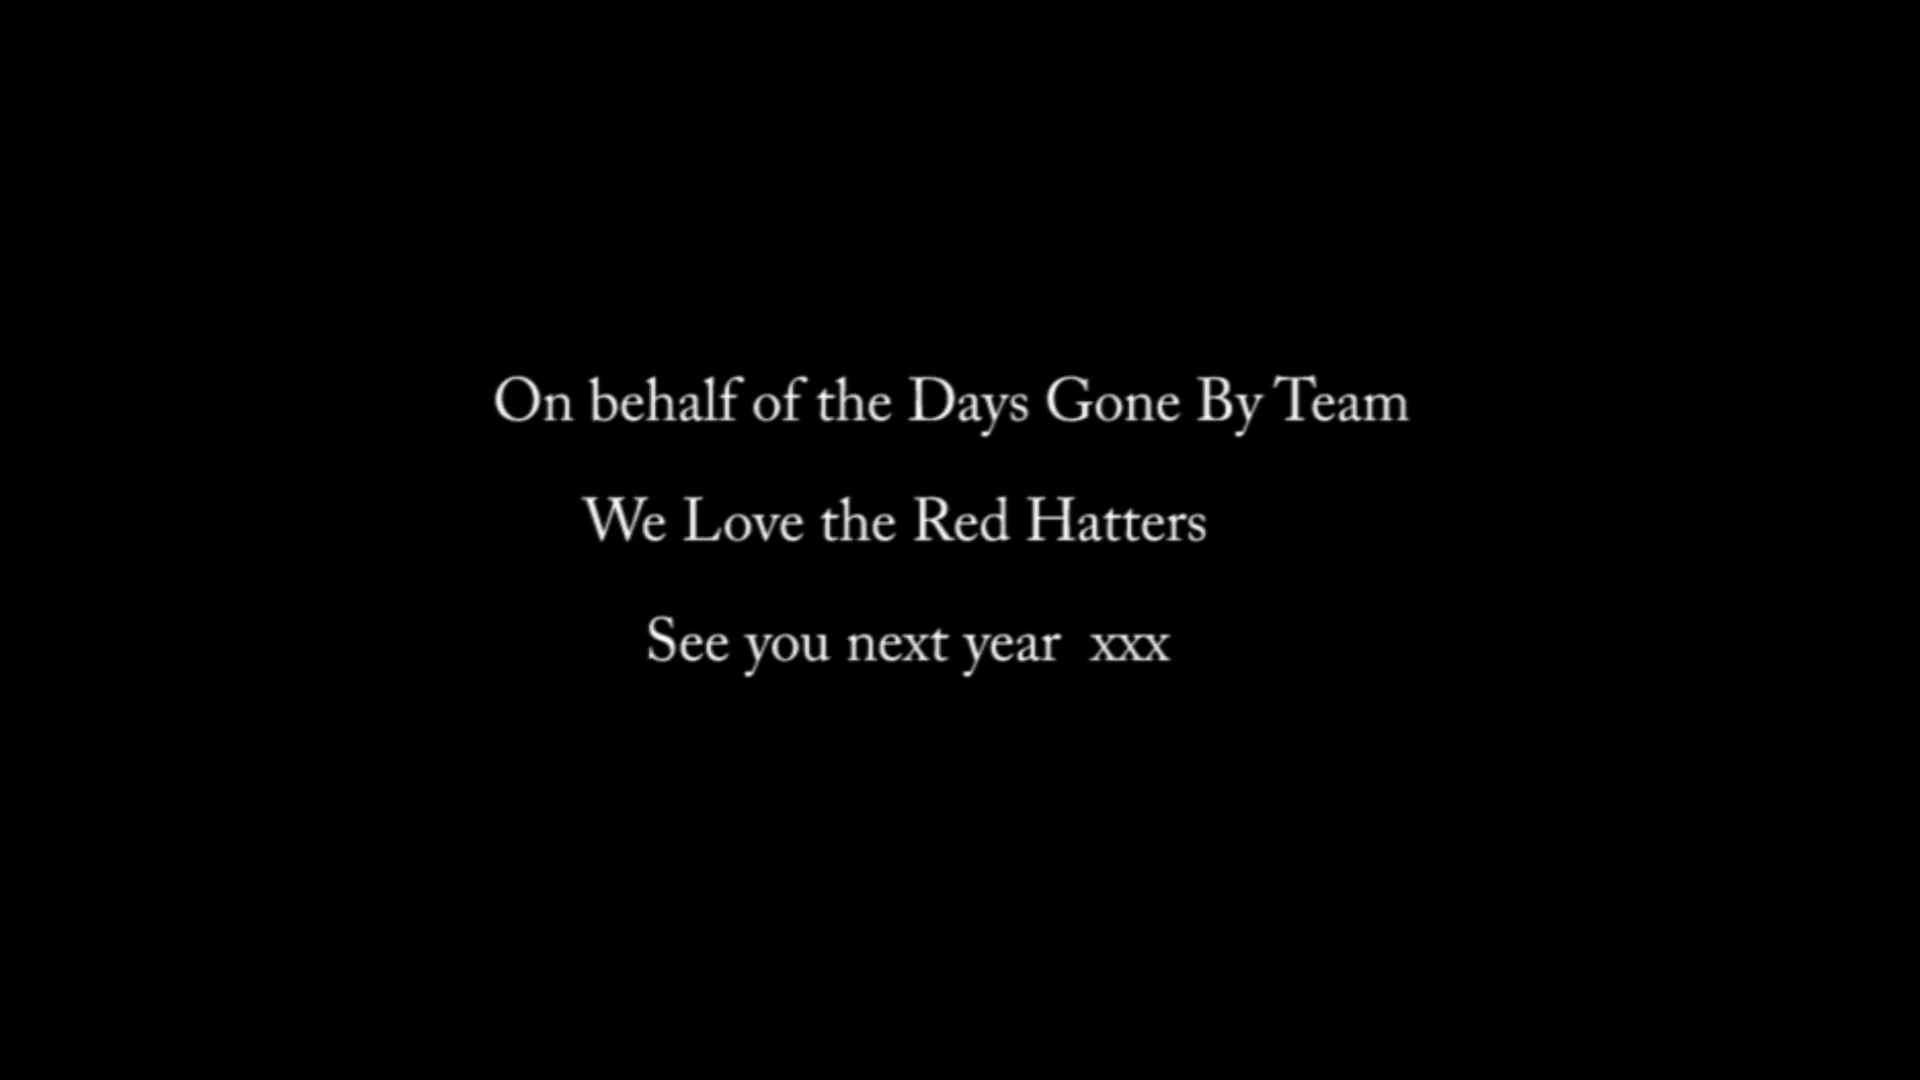 On behalf of the Days Gone By Team
We Love the Red Hatters
See you next year  xxx